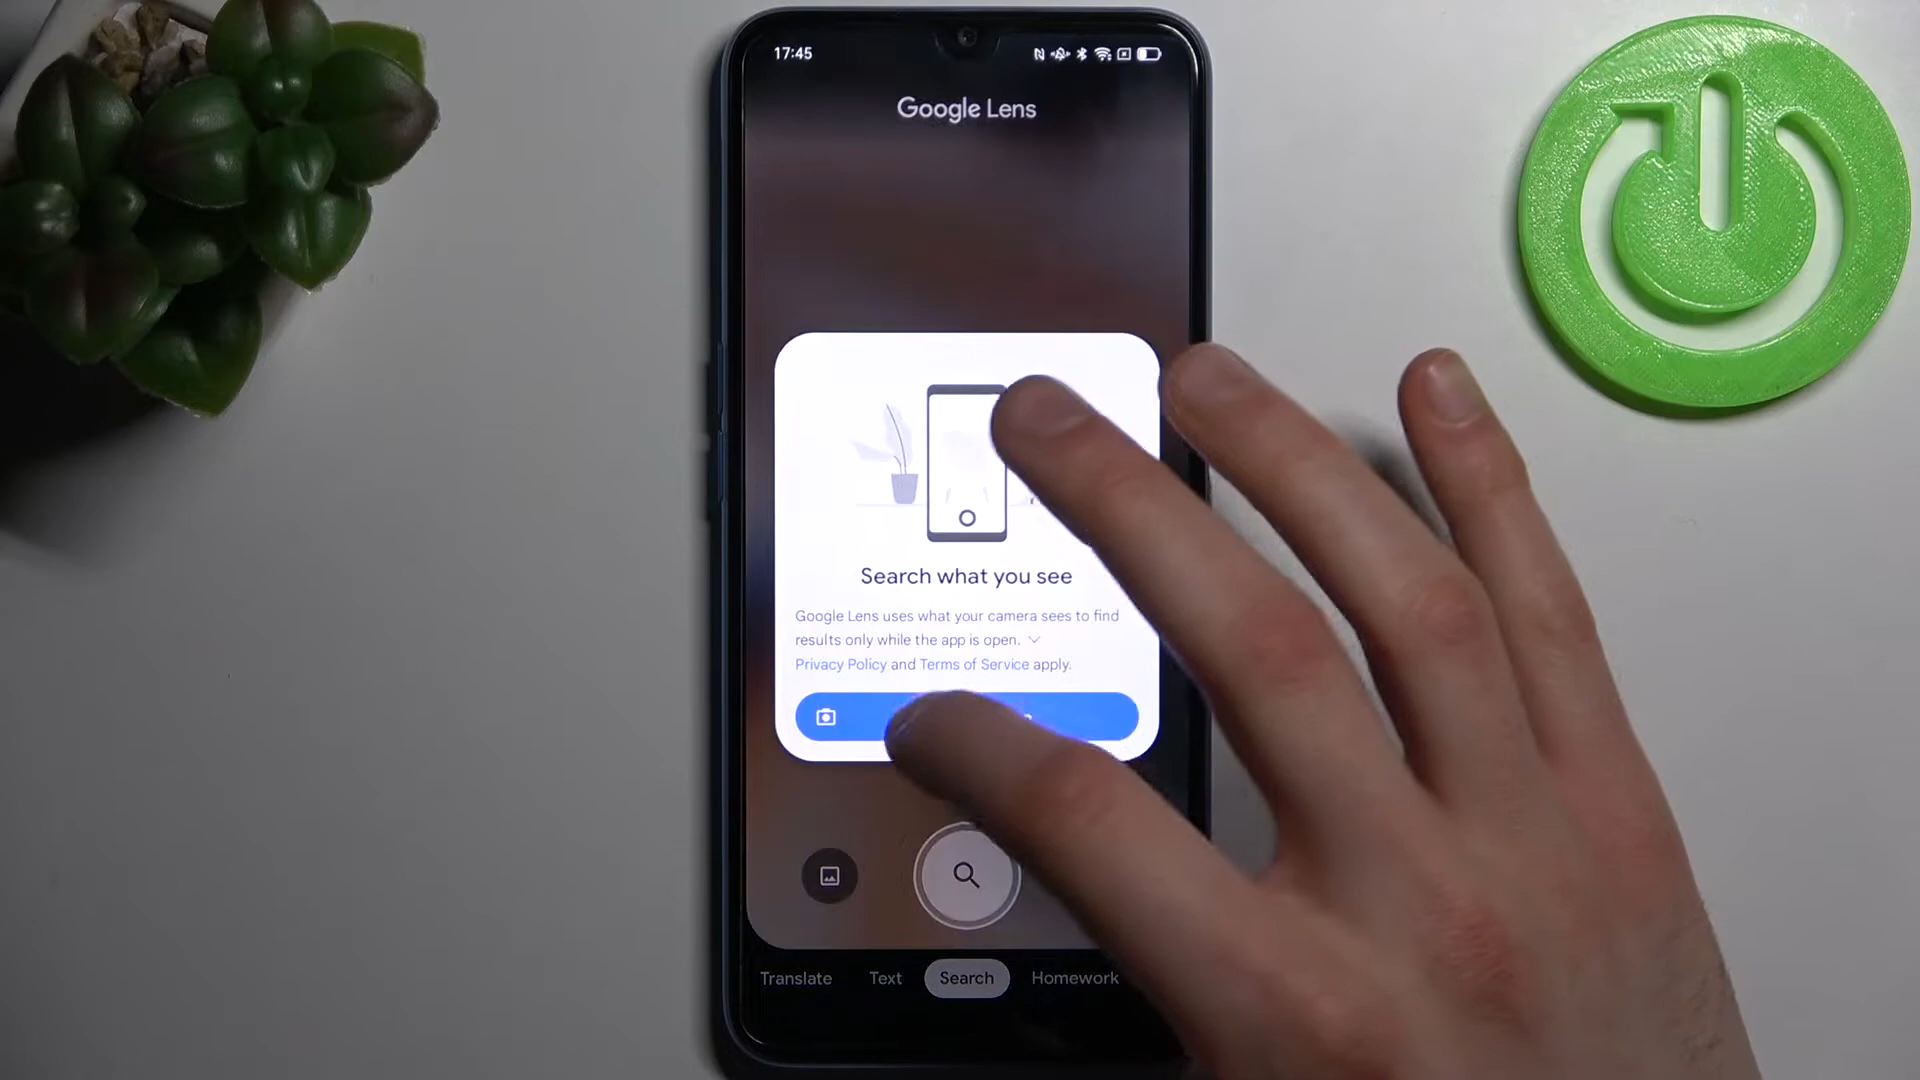 17:45
Google Lens
Search what you see
Google Lens uses what your camera sees to find
results only while the app is open.
Privacy Policy and Terms of Service apply.
Translate Text Search Homework